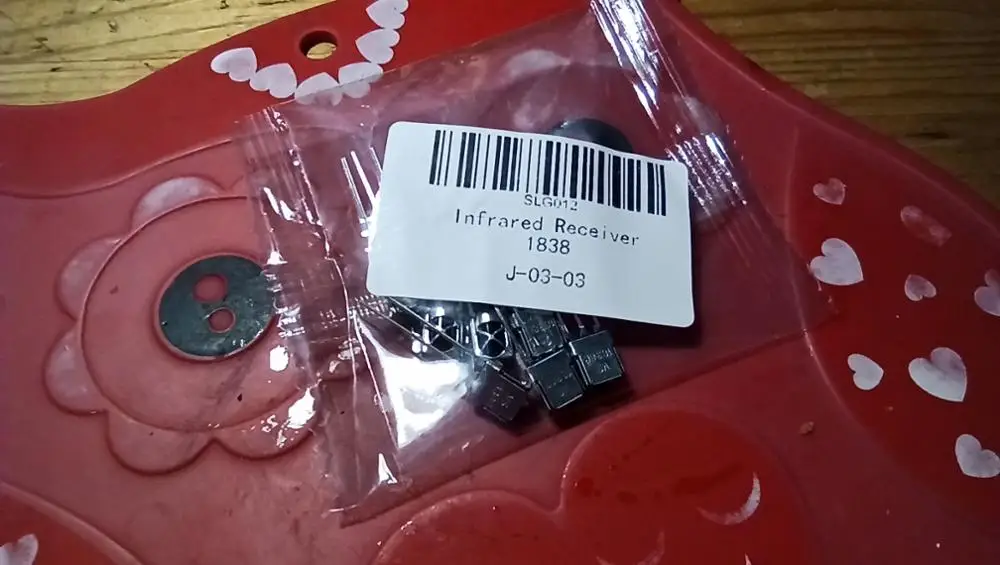 SLG012
Infrared Receiver
1838
J-03-03